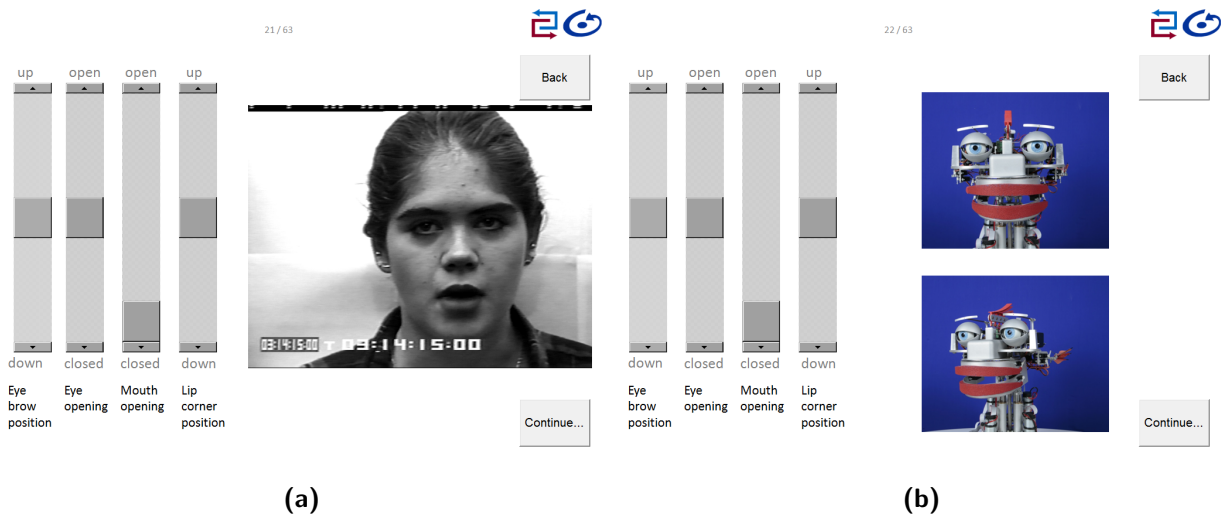 21 / 63
Back
up open open up
down closed closed down
Eye brow position
Eye opening
Mouth opening
Lip corner position
03:14:15:00 T 09:14:15:00
Continue...
(a)
22 / 63
Back
up open open up
down closed closed down
Eye brow position
Eye opening
Mouth opening
Lip corner position
Continue...
(b)